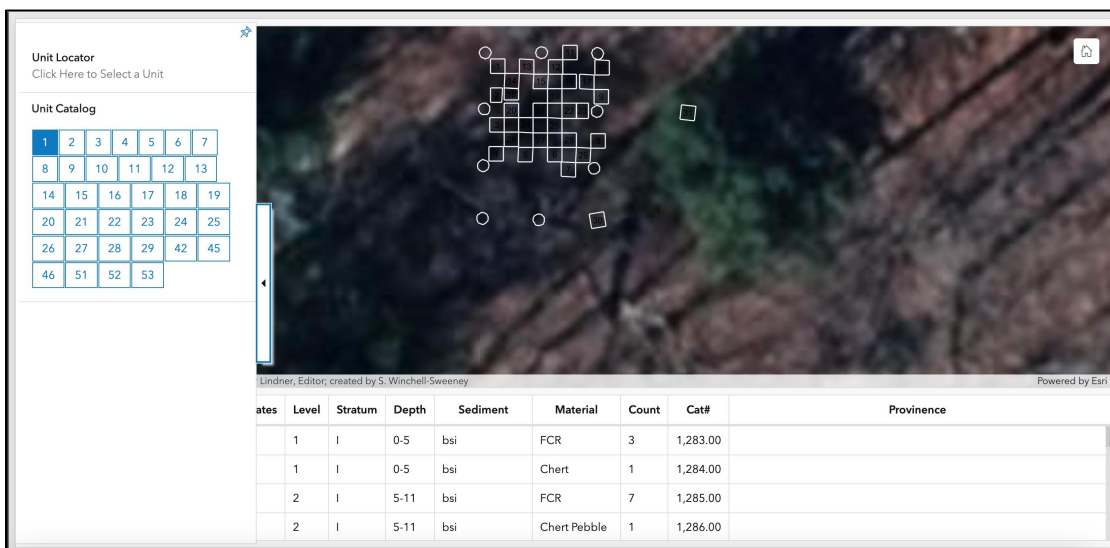 Unit Locator
Click Here to Select a Unit
Unit Catalog
1 2 3 4 5 6 7
8 9 10 11 12 13
14 15 16 17 18 19
20 21 22 23 24 25
26 27 28 29 42 45
46 51 52 53
Lindner, Editor; created by S. Winchell-Sweeney
Powered by Esri
ates Level Stratum Depth Sediment Material Count Cat# Provinence
1 I 0-5 bsi FCR 3 1,283.00
1 I 0-5 bsi Chert 1 1,284.00
2 I 5-11 bsi FCR 7 1,285.00
2 I 5-11 bsi Chert Pebble 1 1,286.00